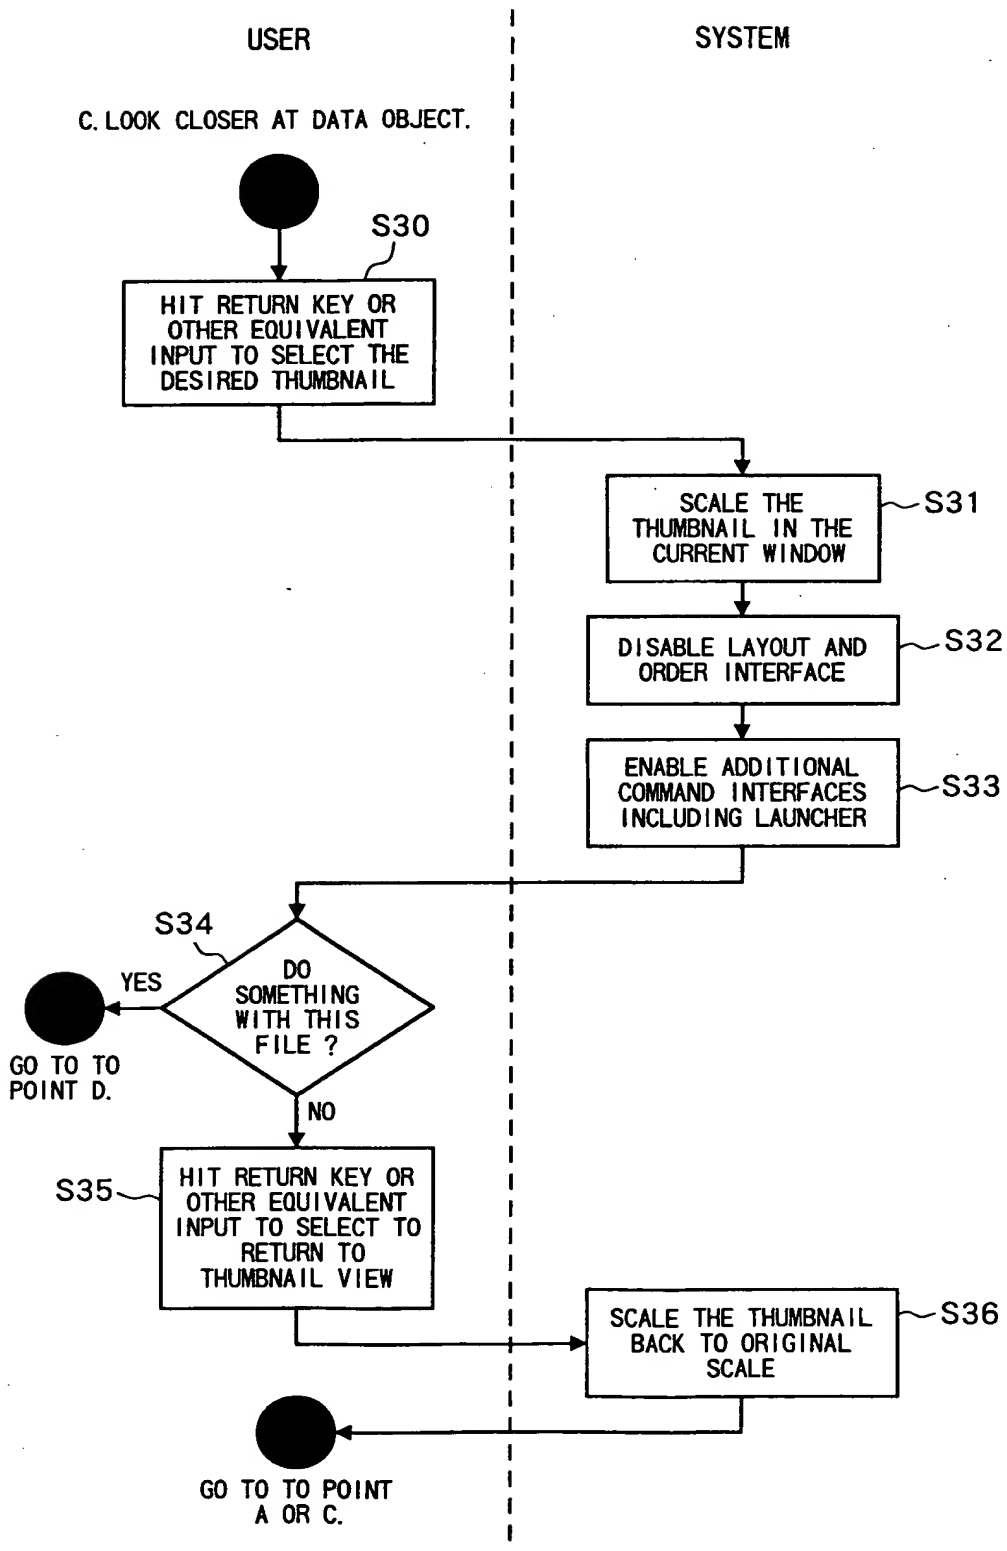 USER
SYSTEM
C. LOOK CLOSER AT DATA OBJECT.
S30
HIT RETURN KEY OR
OTHER EQUIVALENT
INPUT TO SELECT THE
DESIRED THUMBNAIL
SCALE THE
THUMBNAIL IN THE
CURRENT WINDOW
S31
DISABLE LAYOUT AND
ORDER INTERFACE
S32
ENABLE ADDITIONAL
COMMAND INTERFACES
INCLUDING LAUNCHER
S33
S34
DO
SOMETHING
WITH THIS
FILE ?
YES
GO TO TO
POINT D.
NO
S35
HIT RETURN KEY OR
OTHER EQUIVALENT
INPUT TO SELECT TO
RETURN TO
THUMBNAIL VIEW
SCALE THE THUMBNAIL
BACK TO ORIGINAL
SCALE
S36
GO TO TO POINT
A OR C.